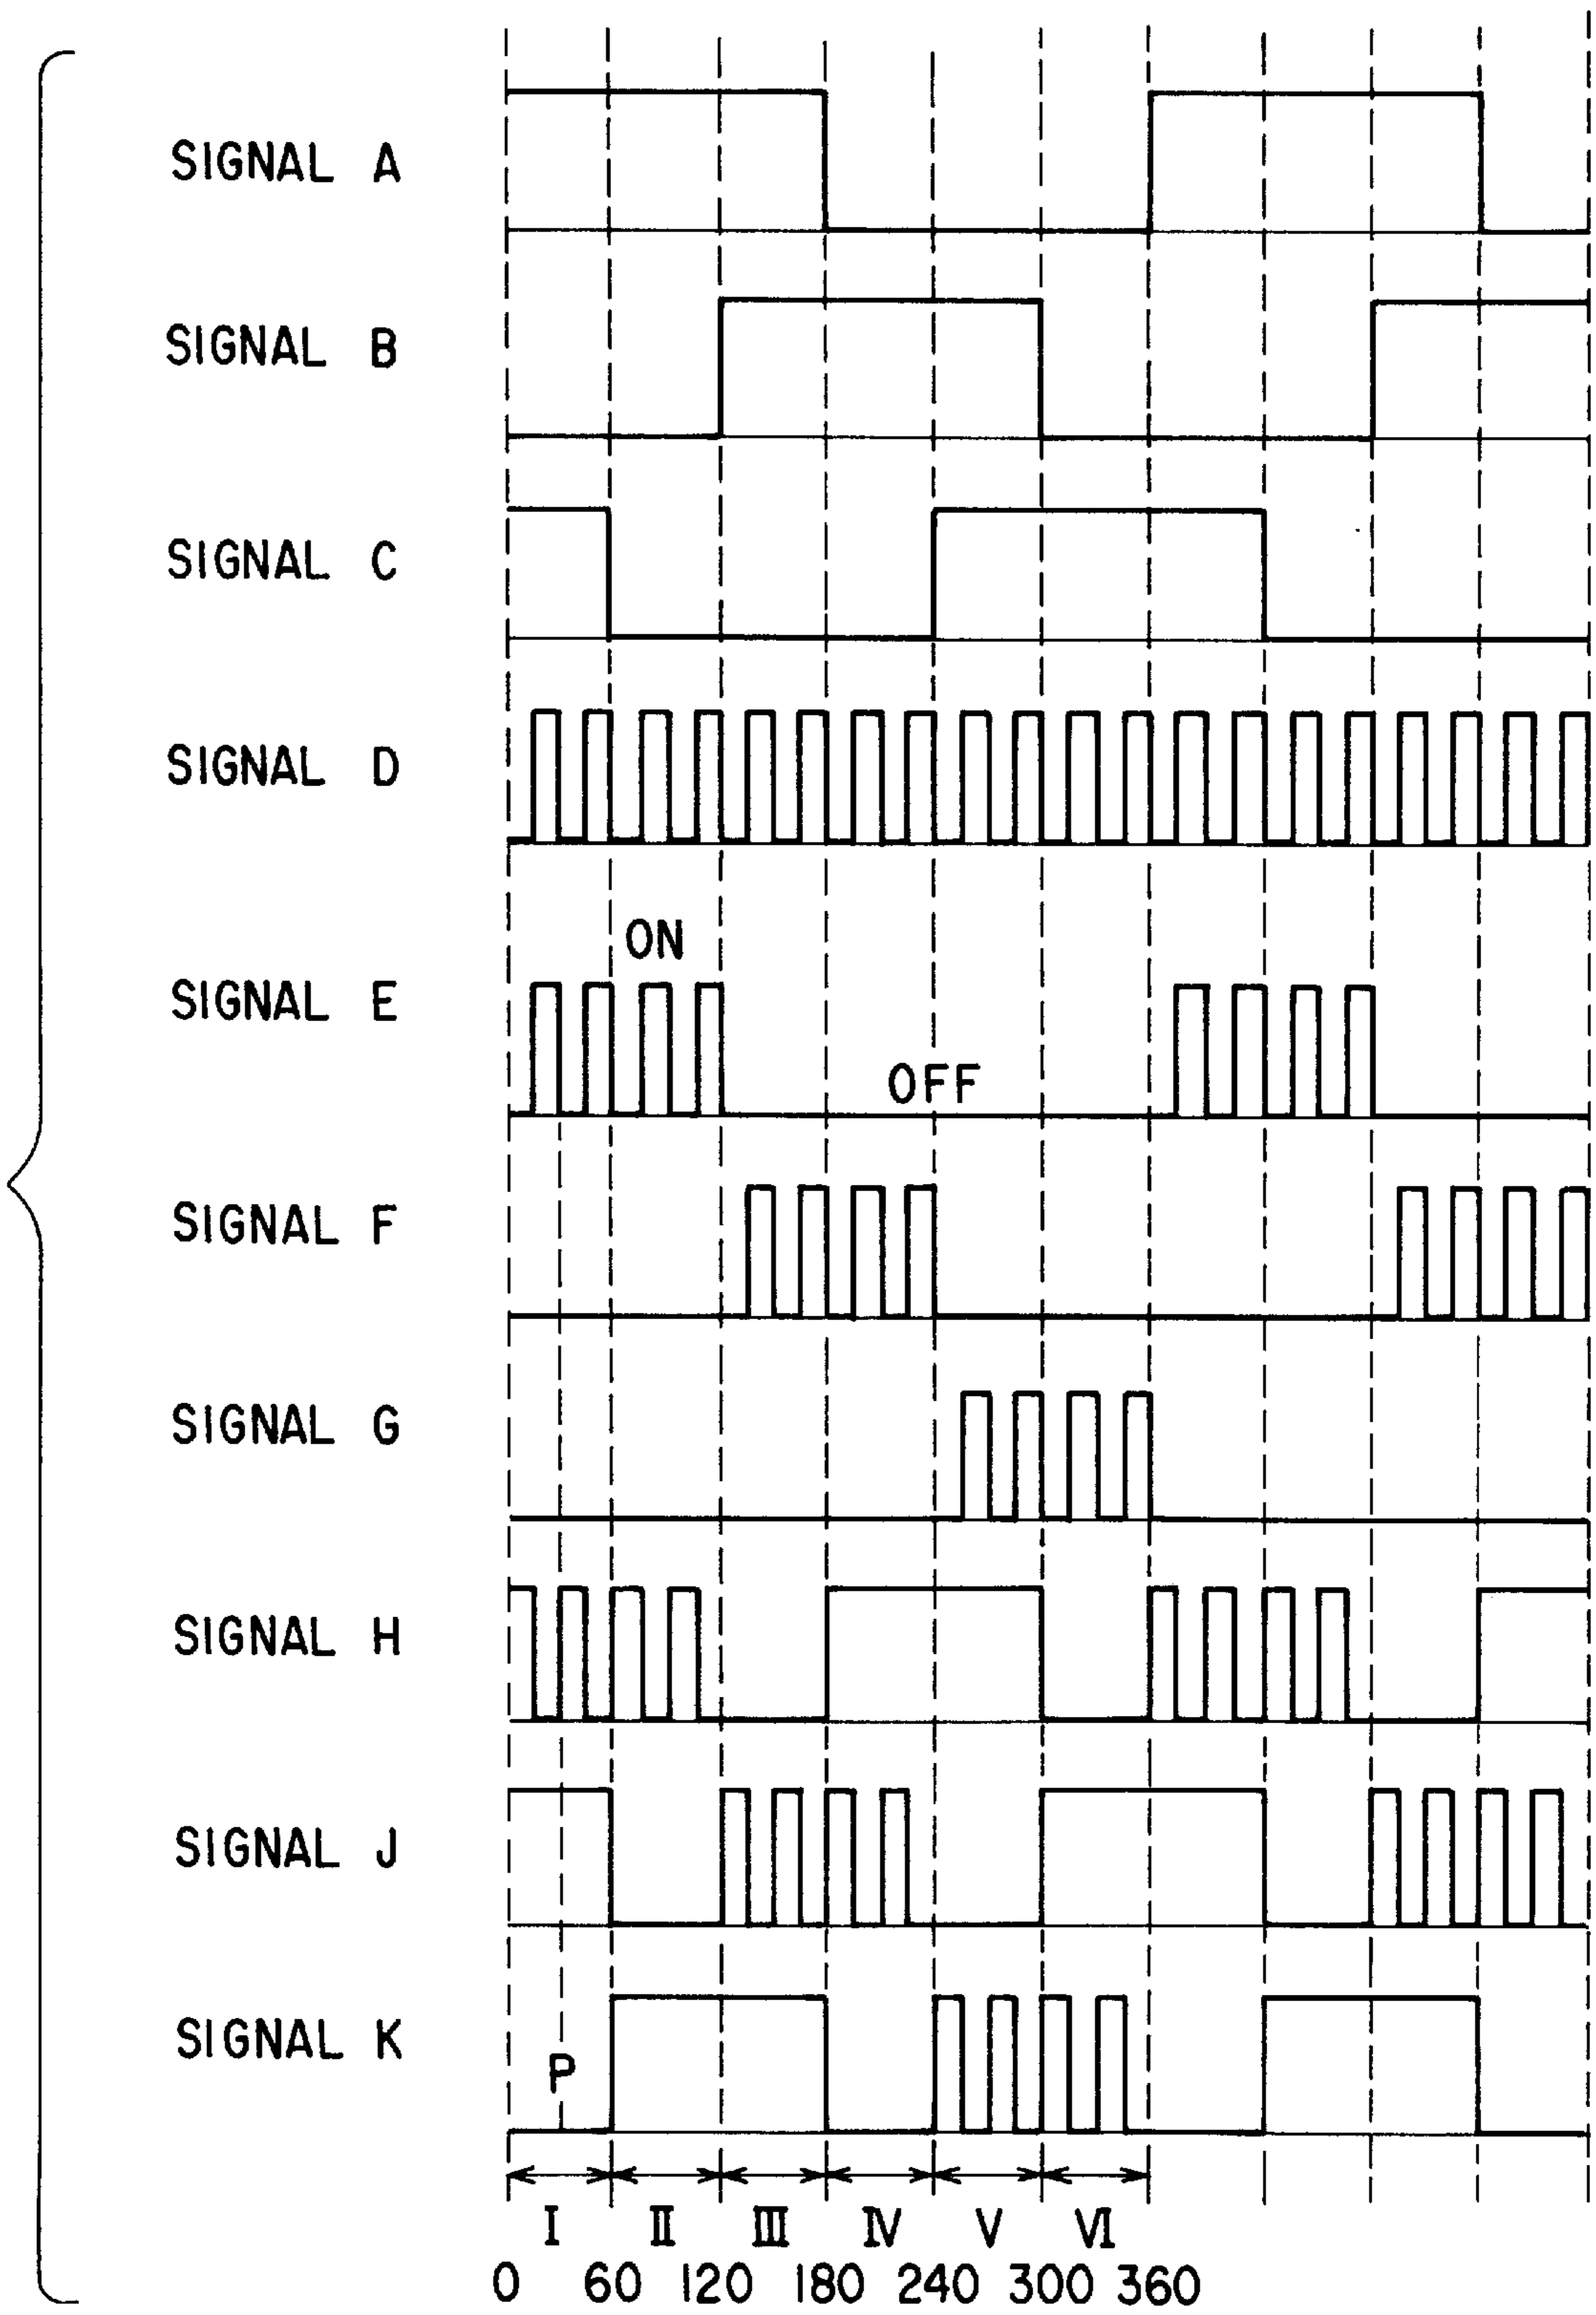 SIGNAL A
SIGNAL B
SIGNAL C
SIGNAL D
ON
SIGNAL E
OFF
SIGNAL F
SIGNAL G
SIGNAL H
SIGNAL J
SIGNAL K
P
I II III IV V VI
0 60 120 180 240 300 360